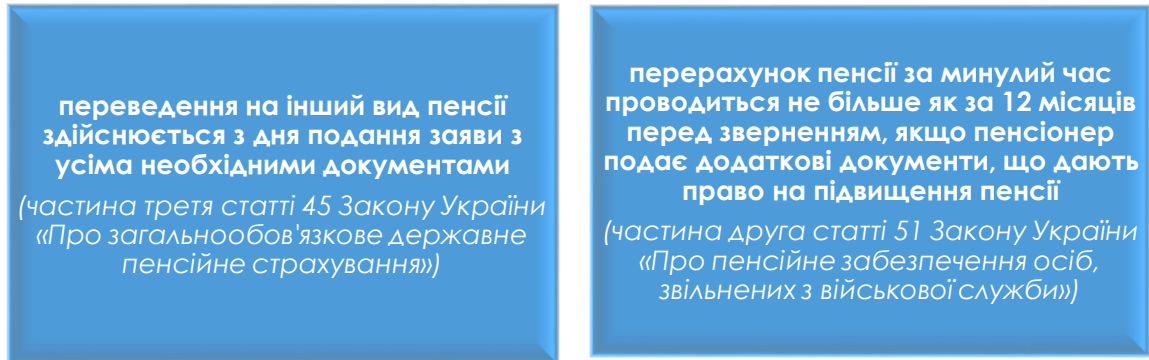 переведення на інший вид пенсії
здійснюється з дня подання заяви з
усіма необхідними документами
(частина третя статті 45 Закону України
«Про загальнообов'язкове державне
пенсійне страхування»)
перерахунок пенсії за минулий час
проводиться не більше як за 12 місяців
перед зверненням, якщо пенсіонер
подає додаткові документи, що дають
право на підвищення пенсії
(частина друга статті 51 Закону України
«Про пенсійне забезпечення осіб,
звільнених з військової служби»)